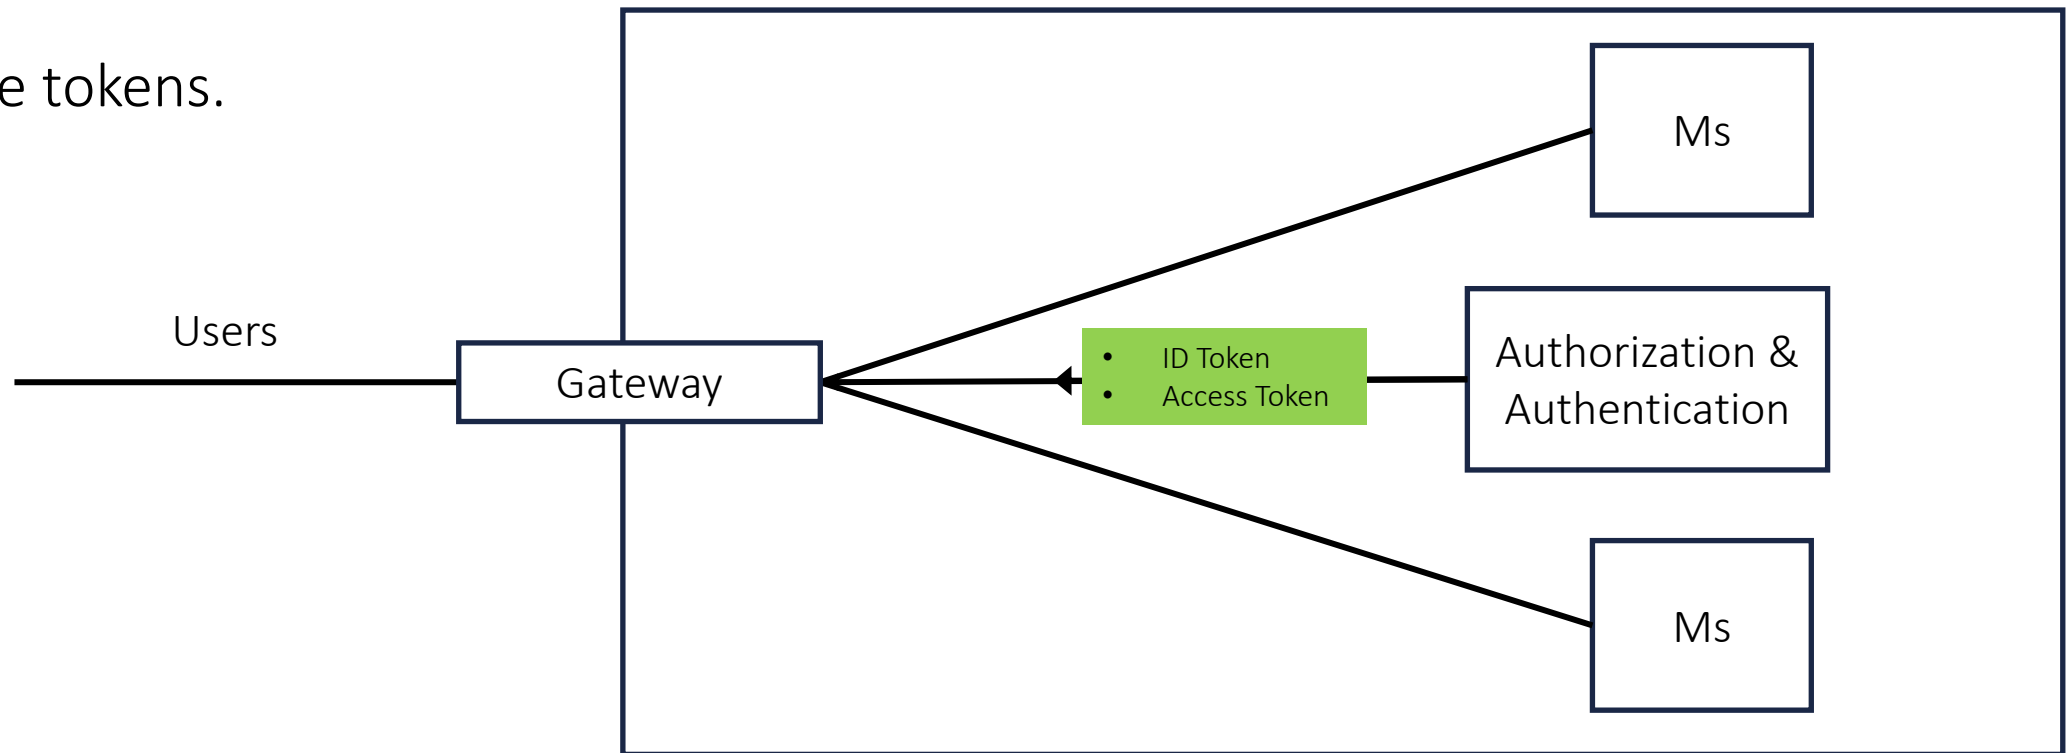 e tokens.
Ms
Users
Gateway
• ID Token
• Access Token
Authorization &
Authentication
Ms